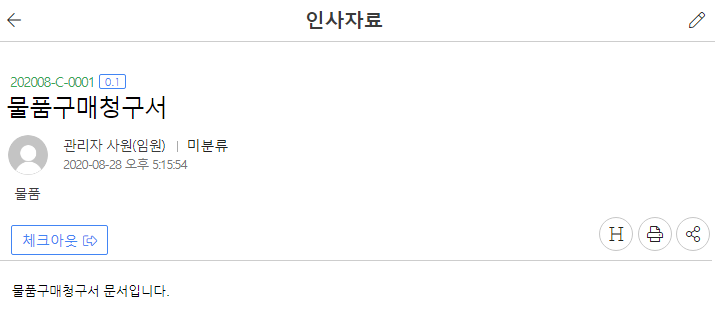 인사자료
202008-C-0001 0.1
물품구매청구서
관리자 사원(임원) | 미분류
2020-08-28 오후 5:15:54
물품
체크아웃
H
물품구매청구서 문서입니다.